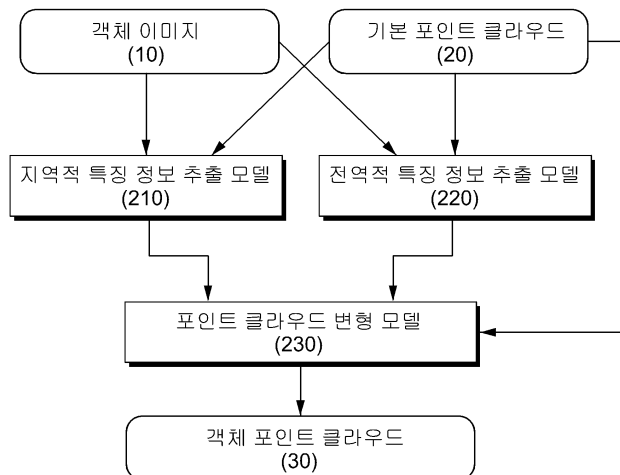 객체 이미지
(10)
기본 포인트 클라우드
(20)
지역적 특징 정보 추출 모델
(210)
전역적 특징 정보 추출 모델
(220)
포인트 클라우드 변형 모델
(230)
객체 포인트 클라우드
(30)